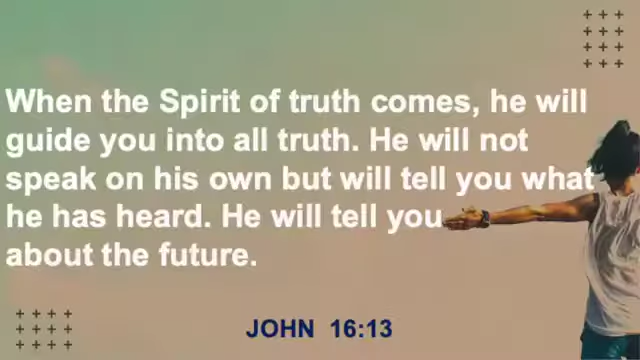 When the Spirit of truth comes, he will
guide you into all truth. He will not
speak on his own but will tell you what
he has heard. He will tell you
about the future.
JOHN 16:13